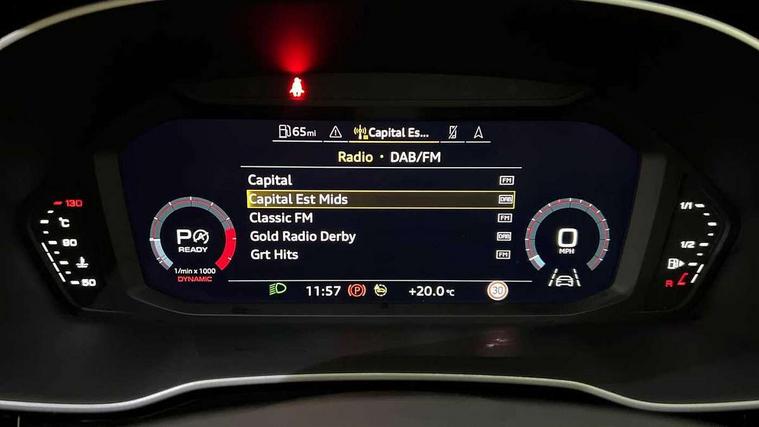 65mi Capital Es...
Radio • DAB/FM
Capital FM
Capital Est Mids DAB
Classic FM FM
Gold Radio Derby DAB
Grt Hits FM
130
°C
90
60
P
READY
1/min x 1000
DYNAMIC
0
MPH
1/1
1/2
R
11:57 (P) +20.0°C 30